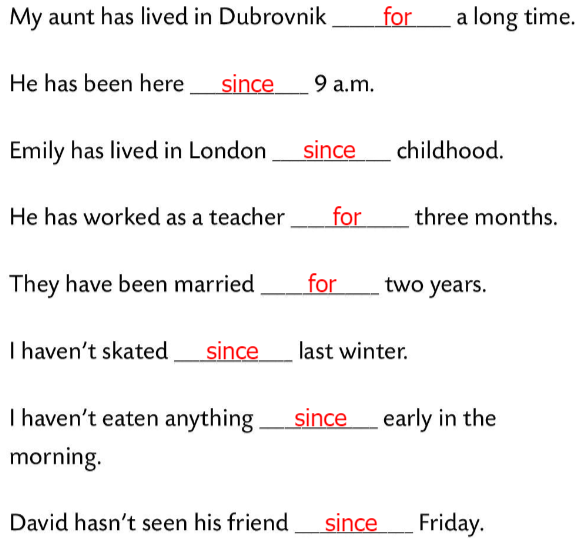 My aunt has lived in Dubrovnik ____for____ a long time.
He has been here ____since____ 9 a.m.
Emily has lived in London ____since____ childhood.
He has worked as a teacher ____for____ three months.
They have been married ____for____ two years.
I haven't skated ____since____ last winter.
I haven't eaten anything ____since____ early in the
morning.
David hasn't seen his friend ____since____ Friday.